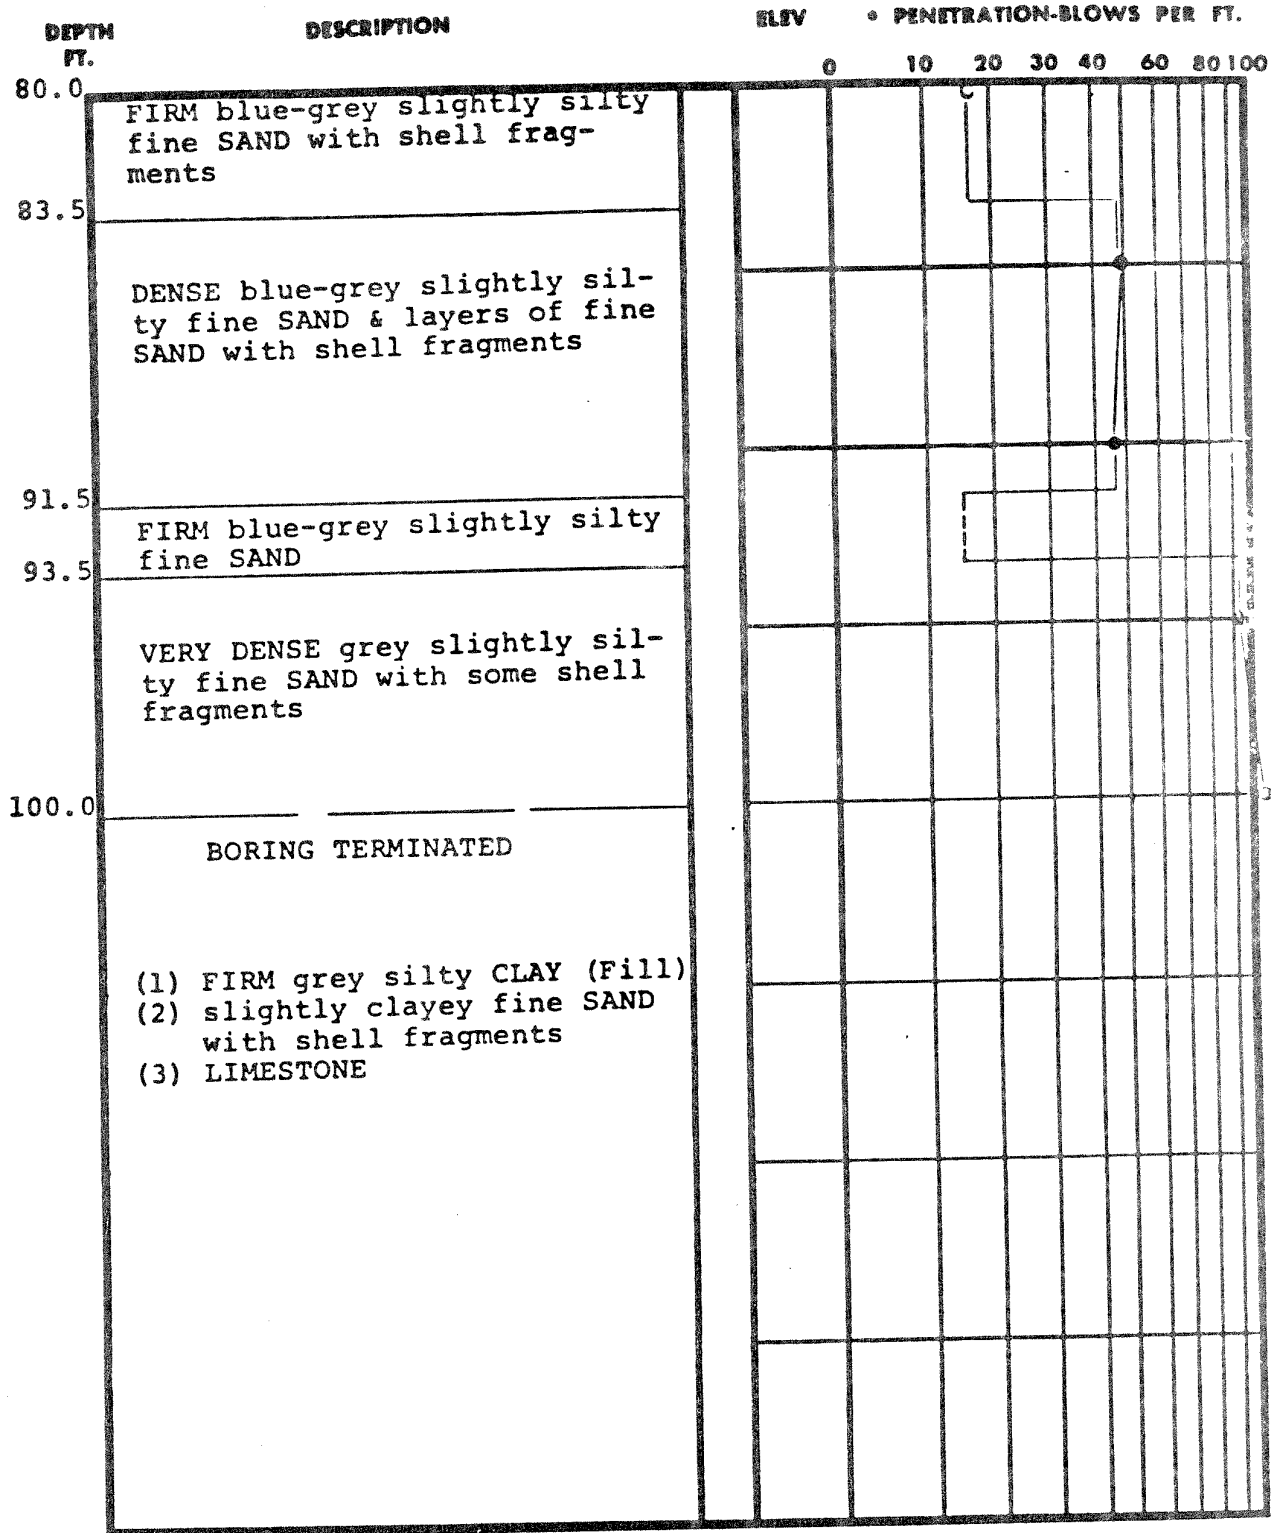 DEPTH FT. DESCRIPTION ELEV • PENETRATION-BLOWS PER FT.
0 10 20 30 40 60 80 100
80.0
FIRM blue-grey slightly silty
fine SAND with shell frag-
ments
83.5
DENSE blue-grey slightly sil-
ty fine SAND & layers of fine
SAND with shell fragments
91.5
FIRM blue-grey slightly silty
fine SAND
93.5
VERY DENSE grey slightly sil-
ty fine SAND with some shell
fragments
100.0
BORING TERMINATED
(1) FIRM grey silty CLAY (Fill)
(2) slightly clayey fine SAND
with shell fragments
(3) LIMESTONE